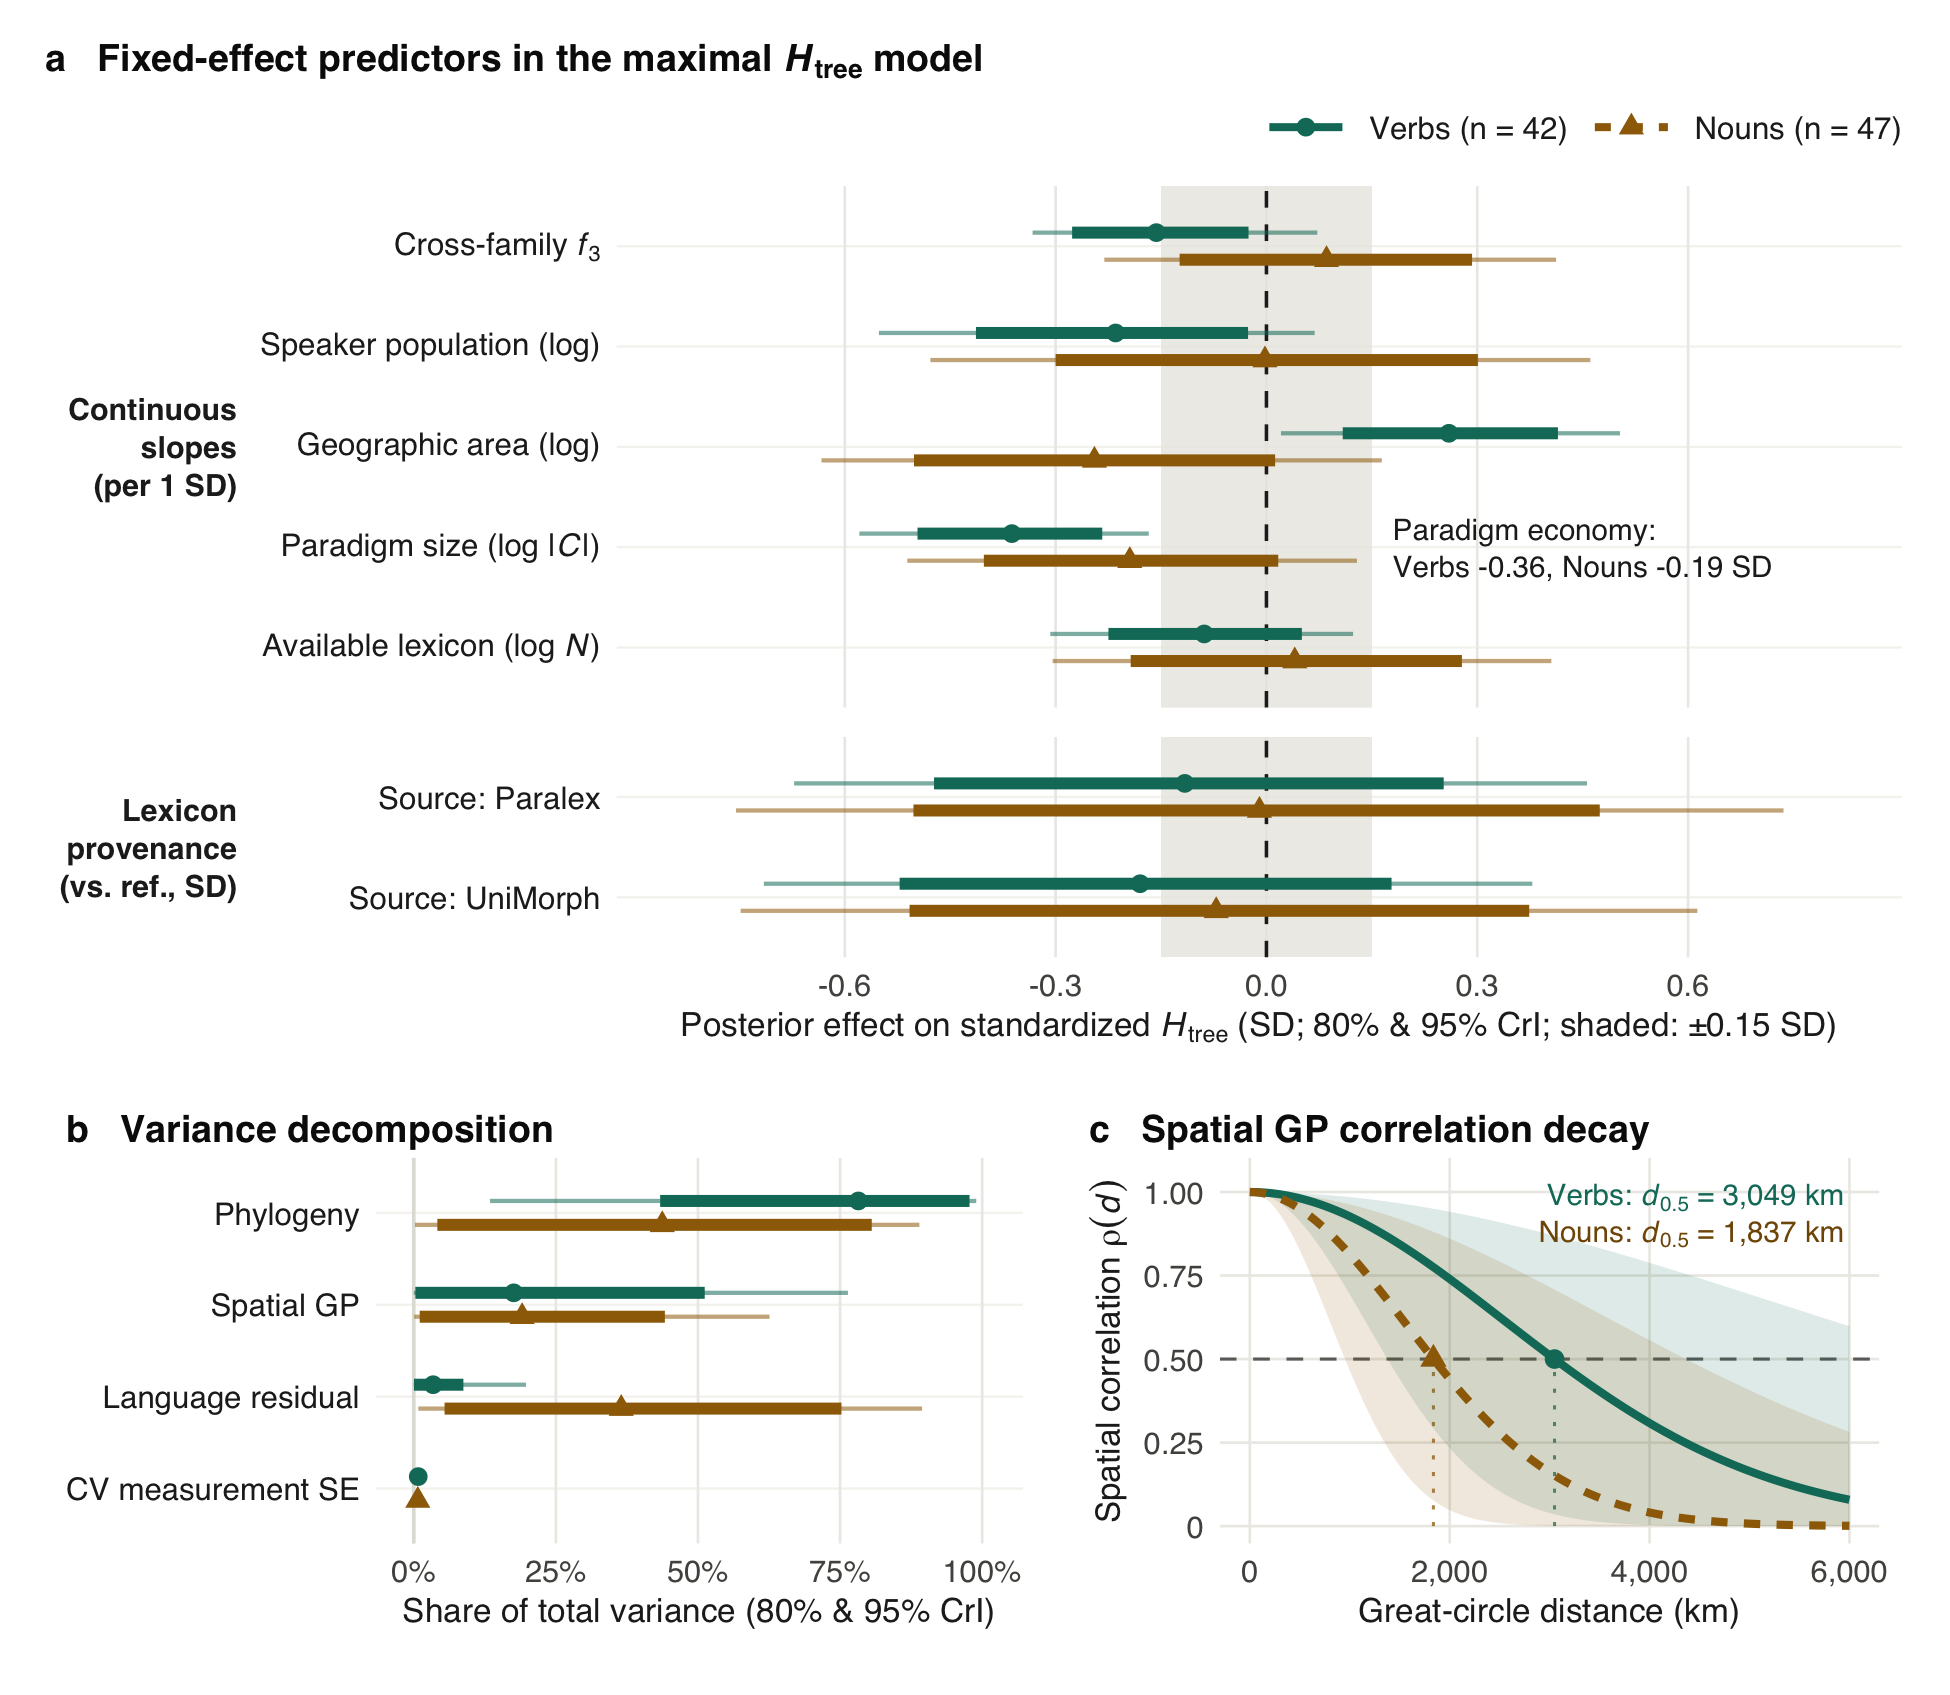 a Fixed-effect predictors in the maximal Htree model
Verbs (n = 42) Nouns (n = 47)
Continuous
slopes
(per 1 SD)
Cross-family f3
Speaker population (log)
Geographic area (log)
Paradigm size (log |C|)
Available lexicon (log N)
Paradigm economy:
Verbs -0.36, Nouns -0.19 SD
Lexicon
provenance
(vs. ref., SD)
Source: Paralex
Source: UniMorph
-0.6 -0.3 0.0 0.3 0.6
Posterior effect on standardized Htree (SD; 80% & 95% CrI; shaded: ±0.15 SD)
b Variance decomposition
Phylogeny
Spatial GP
Language residual
CV measurement SE
0% 25% 50% 75% 100%
Share of total variance (80% & 95% CrI)
c Spatial GP correlation decay
Spatial correlation ρ(d)
1.00
0.75
0.50
0.25
0
Verbs: d0.5 = 3,049 km
Nouns: d0.5 = 1,837 km
0 2,000 4,000 6,000
Great-circle distance (km)